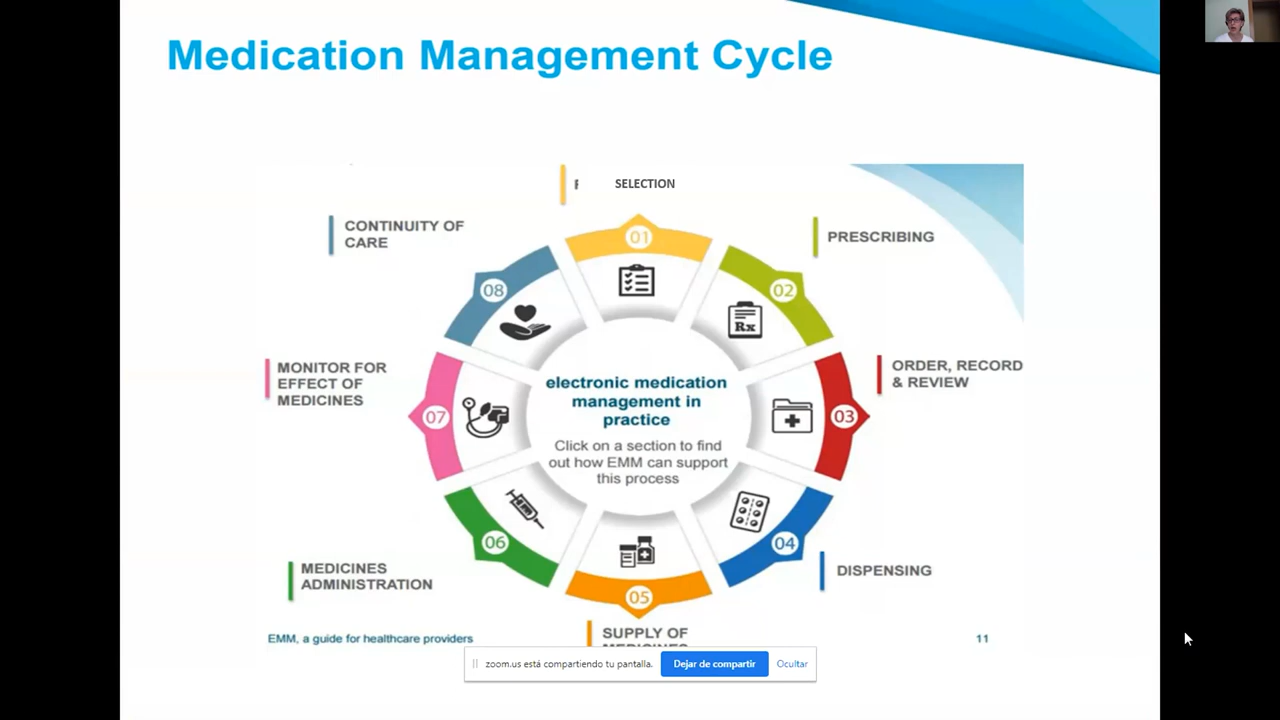 Medication Management Cycle
SELECTION
01
PRESCRIBING
02
Rx
ORDER, RECORD
& REVIEW
03
DISPENSING
04
SUPPLY OF
MEDICINES
05
MEDICINES
ADMINISTRATION
06
MONITOR FOR
EFFECT OF
MEDICINES
07
CONTINUITY OF
CARE
08
electronic medication
management in
practice
Click on a section to find
out how EMM can support
this process
EMM, a guide for healthcare providers
11
zoom.us está compartiendo tu pantalla.
Dejar de compartir
Ocultar